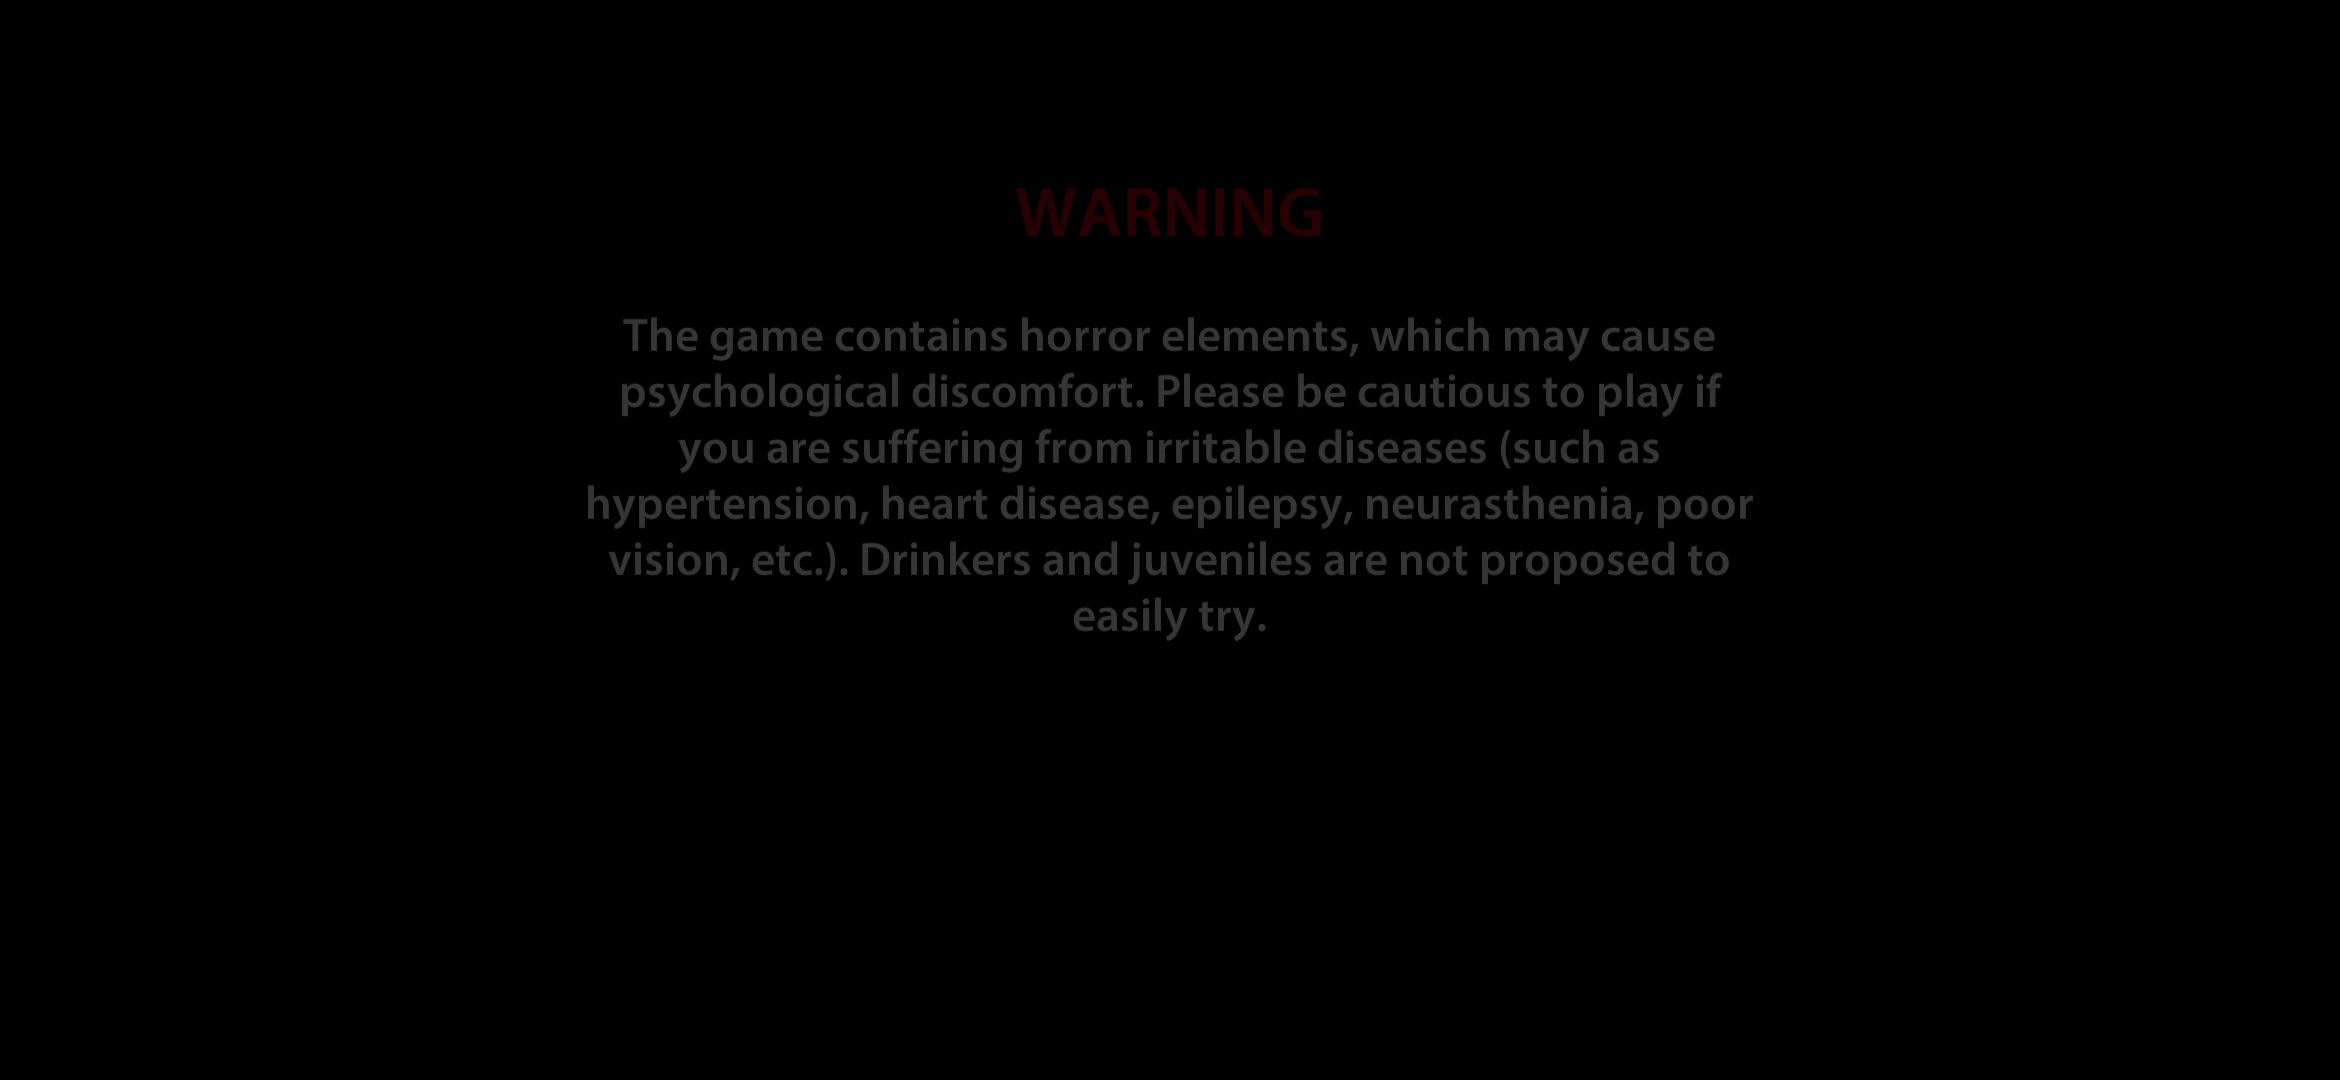 WARNING
The game contains horror elements, which may cause
psychological discomfort. Please be cautious to play if
you are suffering from irritable diseases (such as
hypertension, heart disease, epilepsy, neurasthenia, poor
vision, etc.). Drinkers and juveniles are not proposed to
easily try.